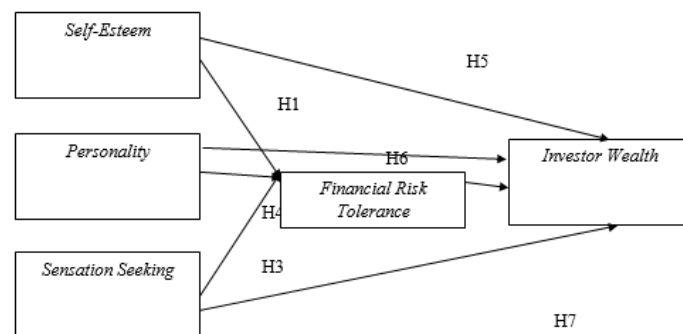 Self-Esteem
H5
H1
Personality
H6
Investor Wealth
Financial Risk
Tolerance
H4
Sensation Seeking
H3
H7